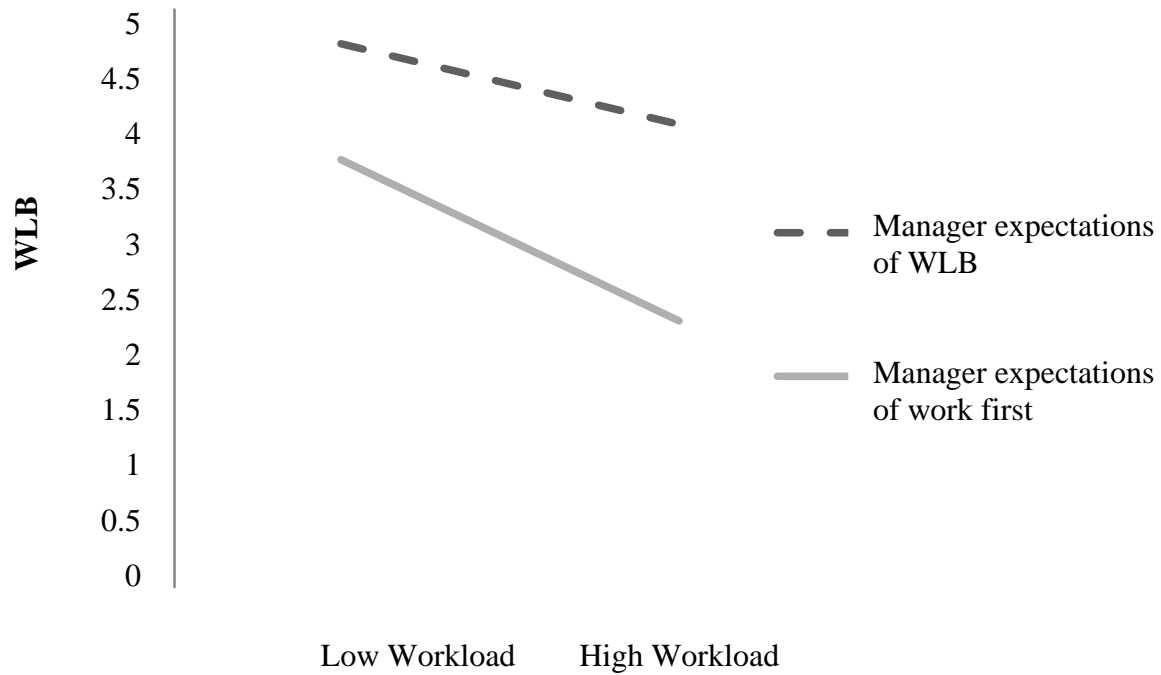 5
4.5
4
3.5
3
2.5
2
1.5
1
0.5
0
WLB
Manager expectations
of WLB
Manager expectations
of work first
Low Workload
High Workload